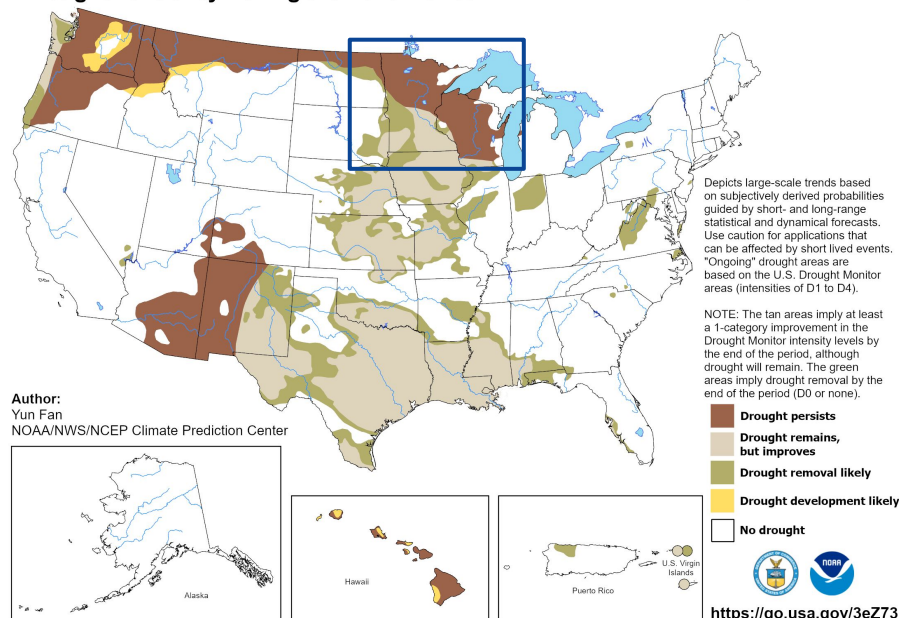 Depicts large-scale trends based
on subjectively derived probabilities
guided by short- and long-range
statistical and dynamical forecasts.
Use caution for applications that
can be affected by short lived events.
"Ongoing" drought areas are
based on the U.S. Drought Monitor
areas (intensities of D1 to D4).
NOTE: The tan areas imply at least
a 1-category improvement in the
Drought Monitor intensity levels by
the end of the period, although
drought will remain. The green
areas imply drought removal by the
end of the period (D0 or none).
Author:
Yun Fan
NOAA/NWS/NCEP Climate Prediction Center
Drought persists
Drought remains,
but improves
Drought removal likely
Drought development likely
No drought
Alaska
Hawaii
Puerto Rico
U.S. Virgin
Islands
NOAA
https://go.usa.gov/3eZ73